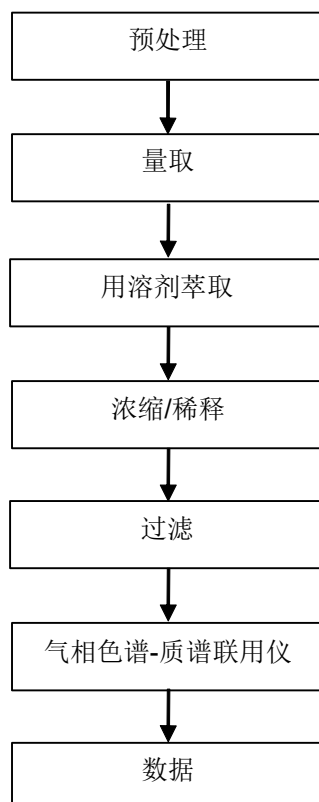 预处理
量取
用溶剂萃取
浓缩/稀释
过滤
气相色谱-质谱联用仪
数据